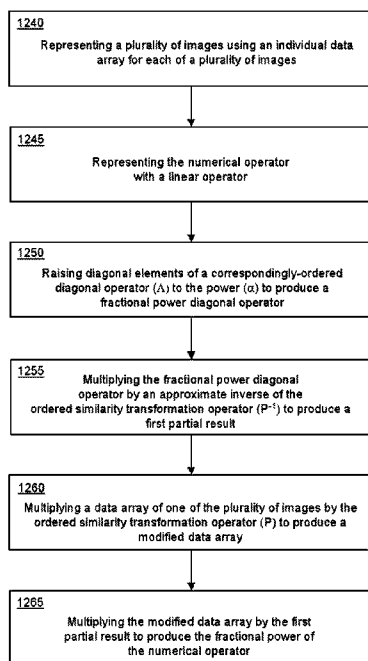 1240
Representing a plurality of images using an individual data
array for each of a plurality of images
1245
Representing the numerical operator
with a linear operator
1250
Raising diagonal elements of a correspondingly-ordered
diagonal operator (Λ) to the power (α) to produce a
fractional power diagonal operator
1255
Multiplying the fractional power diagonal
operator by an approximate inverse of the
ordered similarity transformation operator (P⁻¹) to produce a
first partial result
1260
Multiplying a data array of one of the plurality of images by the
ordered similarity transformation operator (P) to produce a
modified data array
1265
Multiplying the modified data array by the first
partial result to produce the fractional power of
the numerical operator